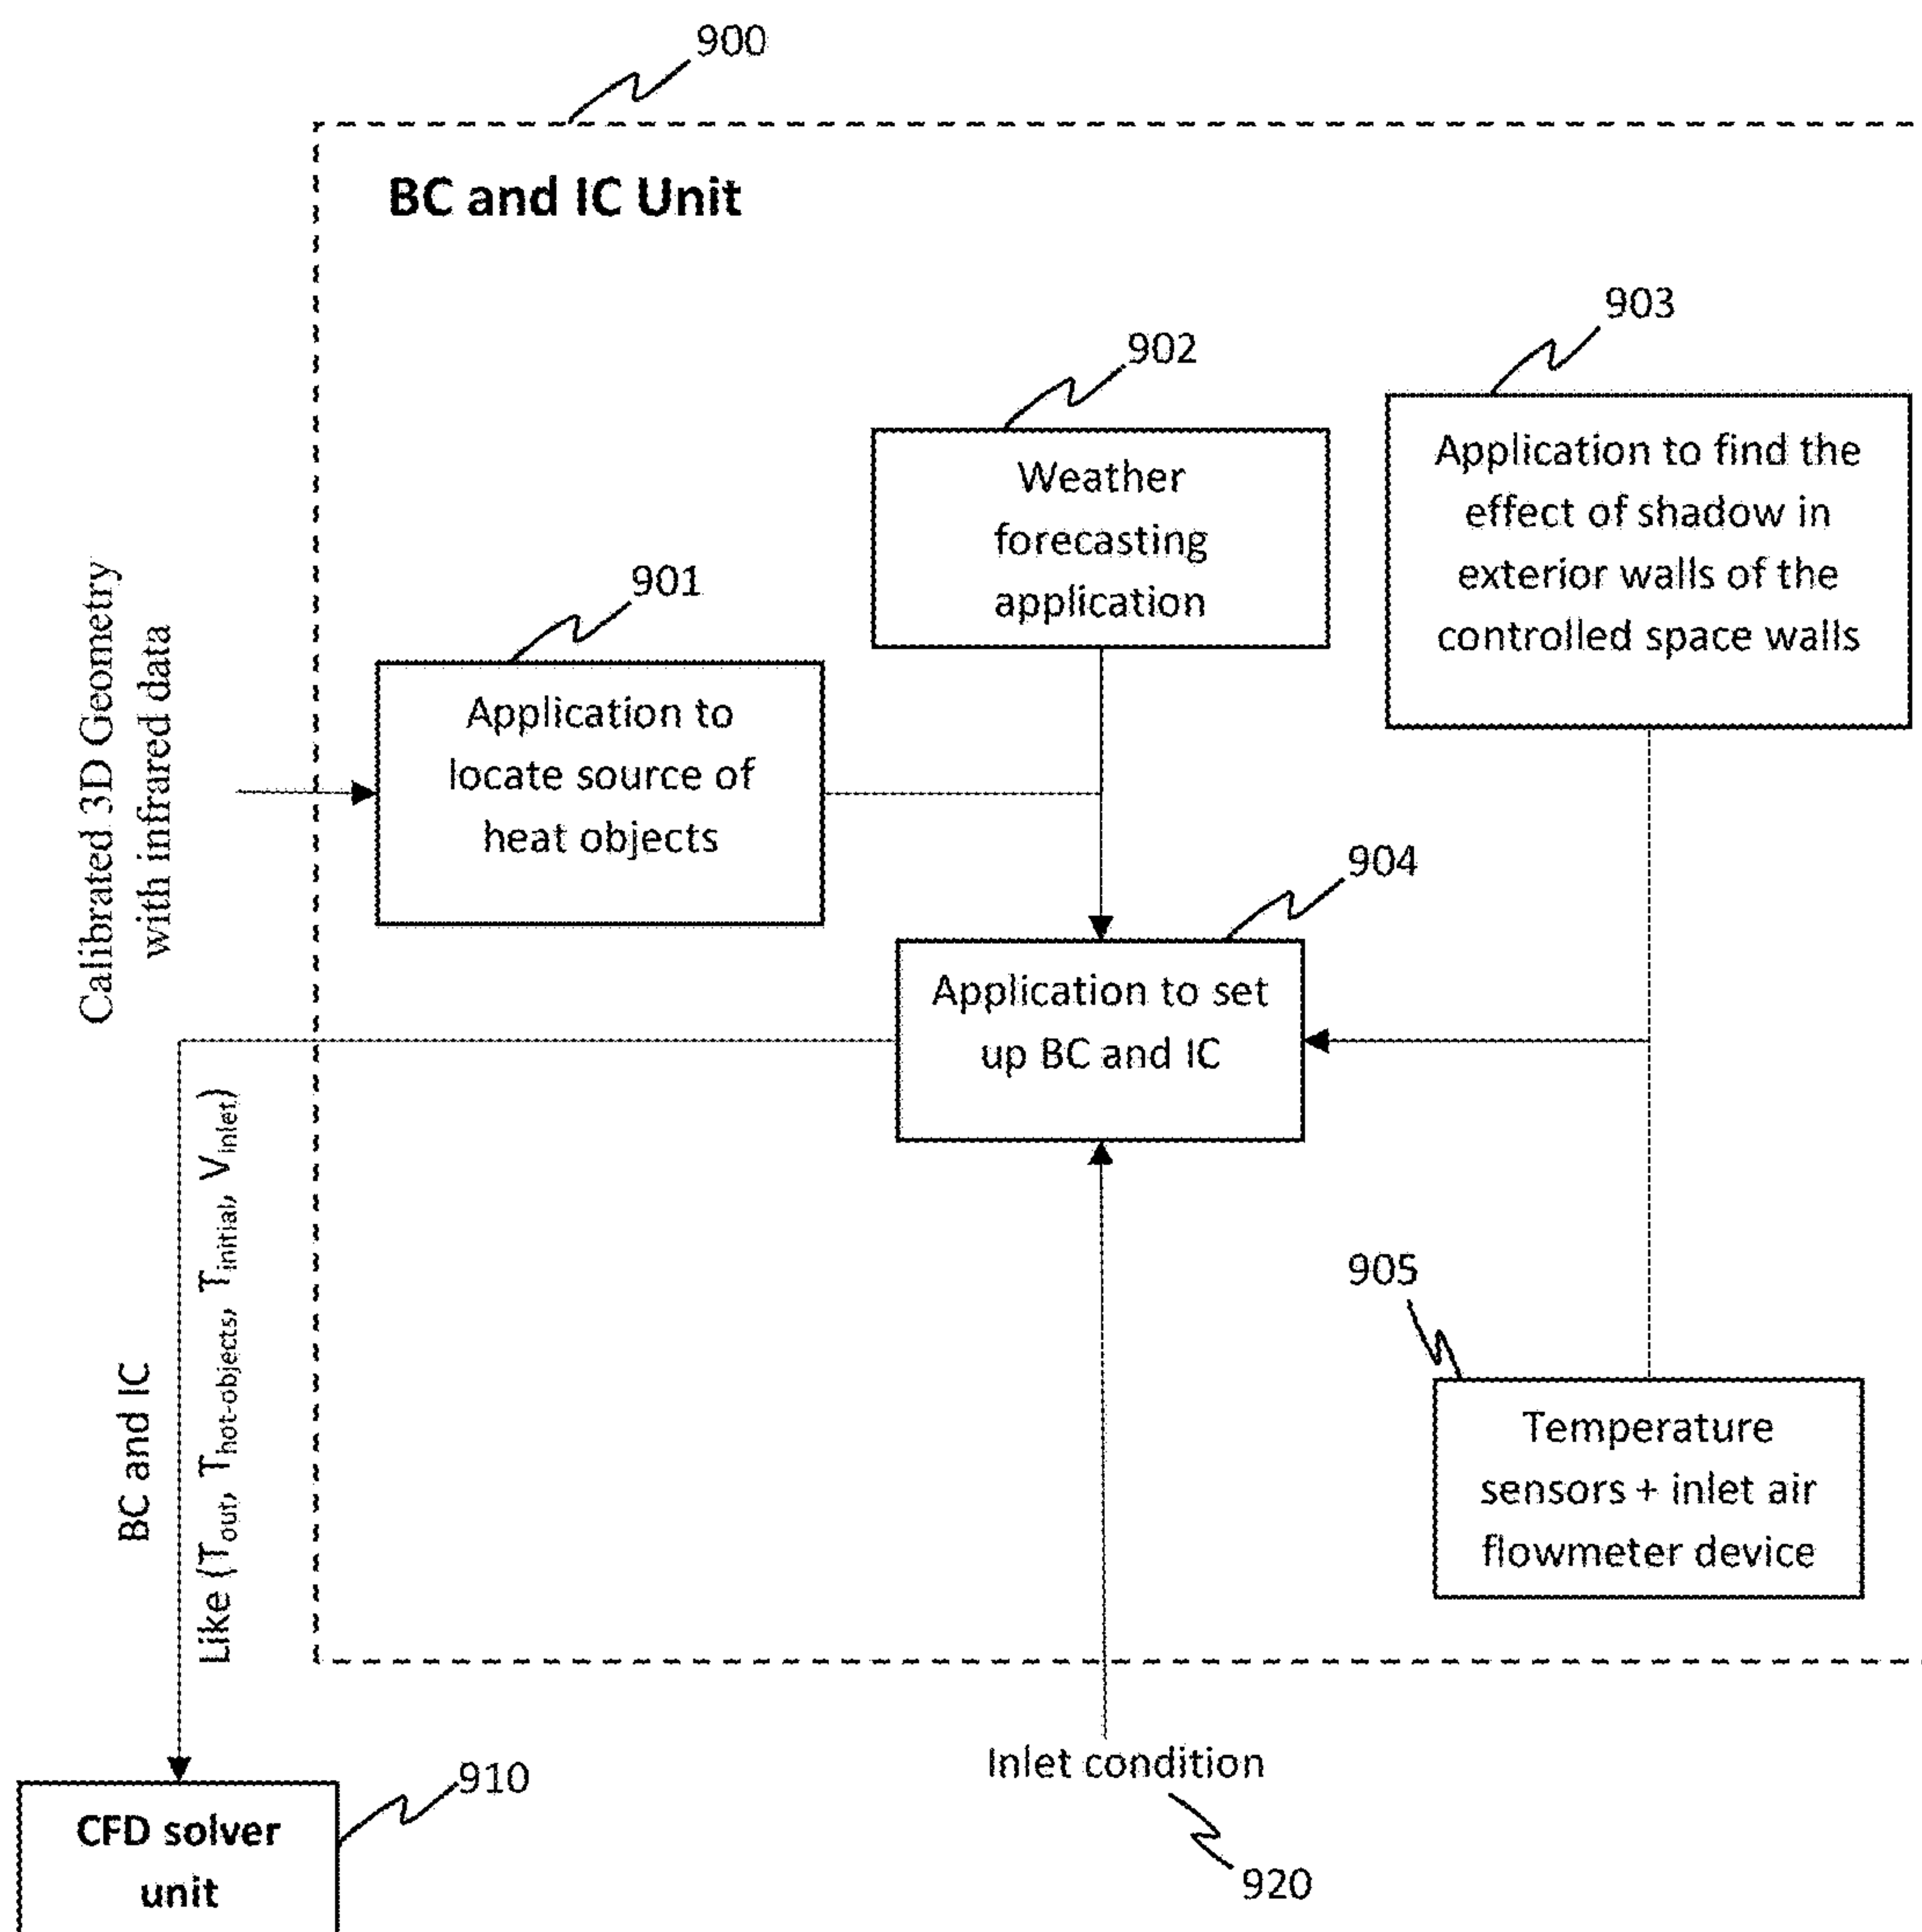 900
BC and IC Unit
903
902
Application to find the
effect of shadow in
exterior walls of the
controlled space walls
Weather
forecasting
application
901
Calibrated 3D Geometry
with infrared data
Application to
locate source of
heat objects
904
Application to set
up BC and IC
BC and IC
Like (Tout, Thot-objects, Tinitial, Vinlet)
905
Temperature
sensors + inlet air
flowmeter device
Inlet condition
910
CFD solver
unit
920